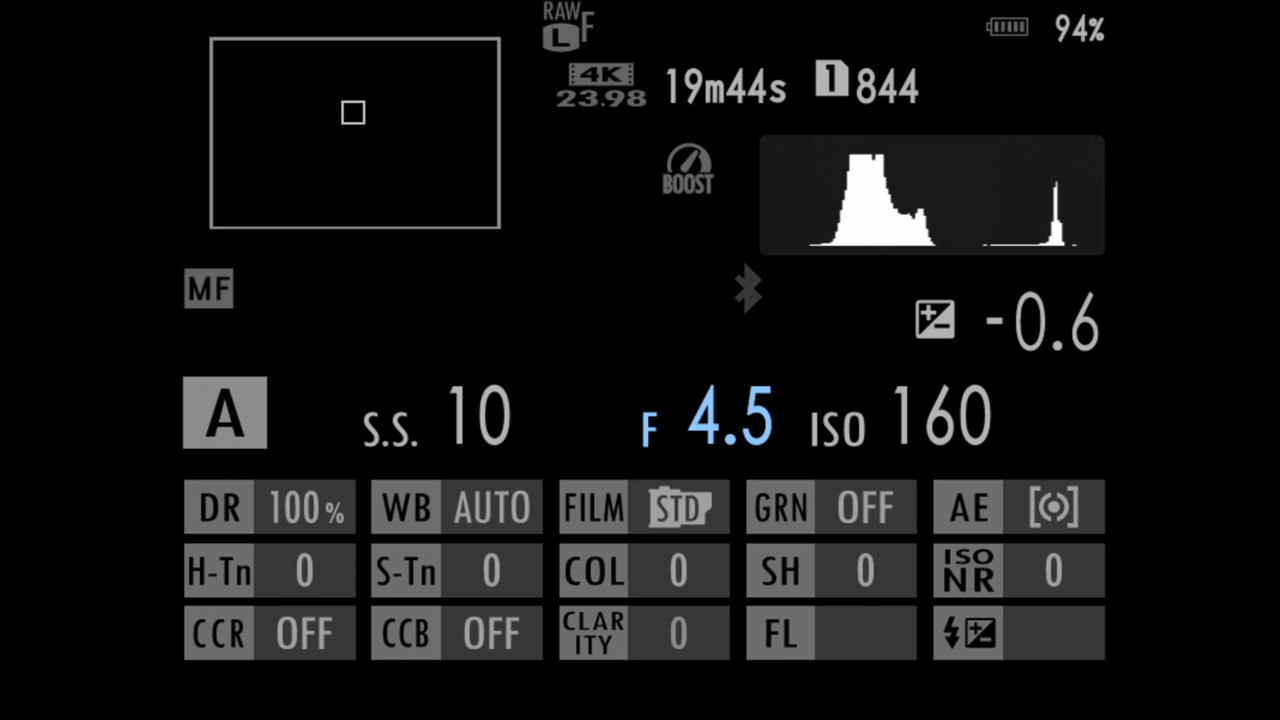 RAW F
L
94%
4K
23.98
19m44s 1 844
BOOST
MF
-0.6
A S.S. 10 F 4.5 ISO 160
DR 100% WB AUTO FILM STD GRN OFF AE
H-Tn 0 S-Tn 0 COL 0 SH 0 ISO NR 0
CCR OFF CCB OFF CLARITY 0 FL